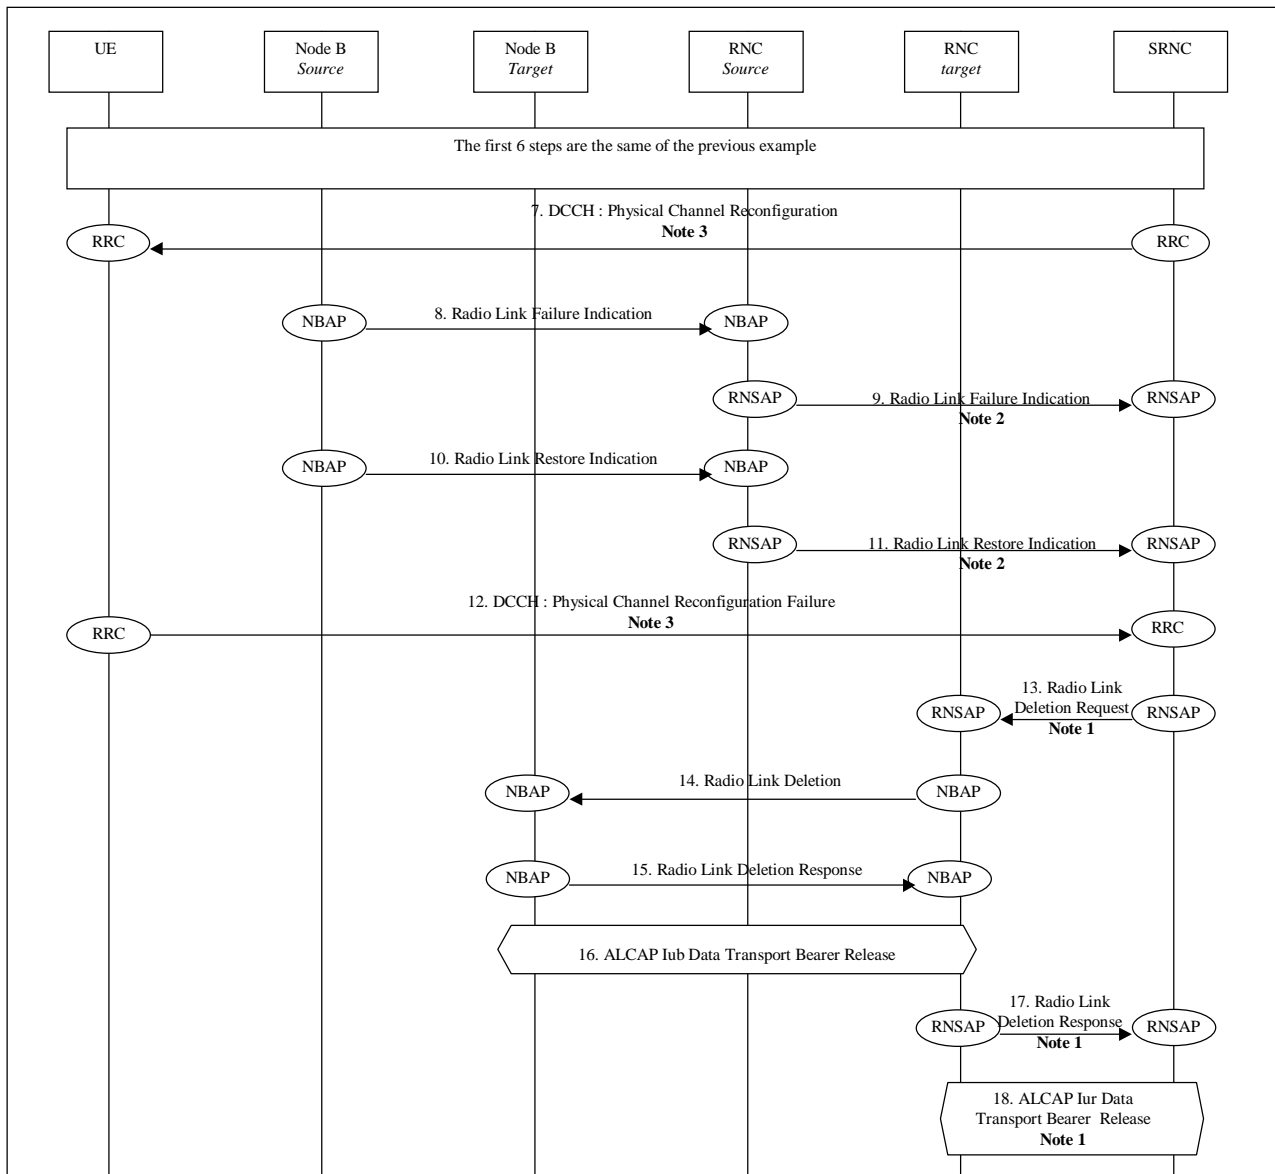 UE
Node B
Source
Node B
Target
RNC
Source
RNC
target
SRNC
The first 6 steps are the same of the previous example
7. DCCH : Physical Channel Reconfiguration
Note 3
RRC
RRC
NBAP
8. Radio Link Failure Indication
NBAP
RNSAP
9. Radio Link Failure Indication
Note 2
RNSAP
NBAP
10. Radio Link Restore Indication
NBAP
RNSAP
11. Radio Link Restore Indication
Note 2
RNSAP
12. DCCH : Physical Channel Reconfiguration Failure
Note 3
RRC
RRC
RNSAP
13. Radio Link
Deletion Request
Note 1
RNSAP
NBAP
14. Radio Link Deletion
NBAP
NBAP
15. Radio Link Deletion Response
NBAP
16. ALCAP Iub Data Transport Bearer Release
RNSAP
17. Radio Link
Deletion Response
Note 1
RNSAP
18. ALCAP Iur Data
Transport Bearer Release
Note 1